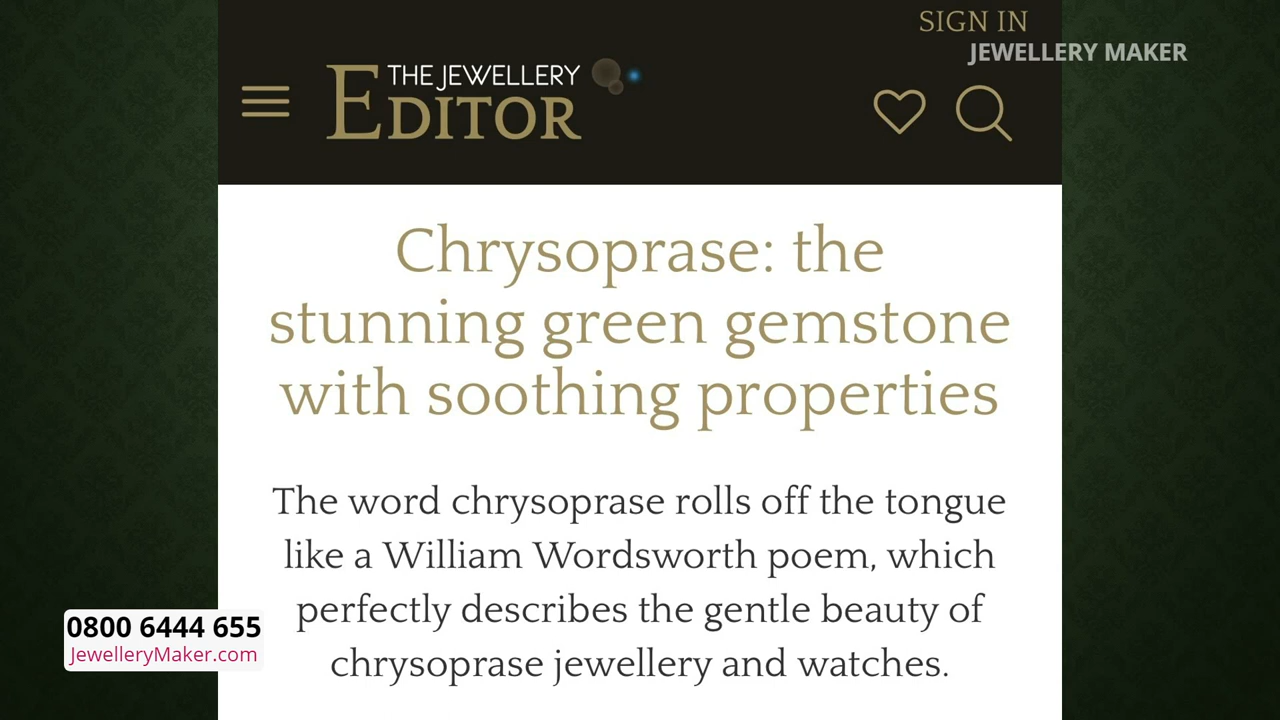 SIGN IN
JEWELLERY MAKER
THE JEWELLERY
EDITOR
Chrysoprase: the
stunning green gemstone
with soothing properties
The word chrysoprase rolls off the tongue
like a William Wordsworth poem, which
perfectly describes the gentle beauty of
chrysoprase jewellery and watches.
0800 6444 655
JewelleryMaker.com